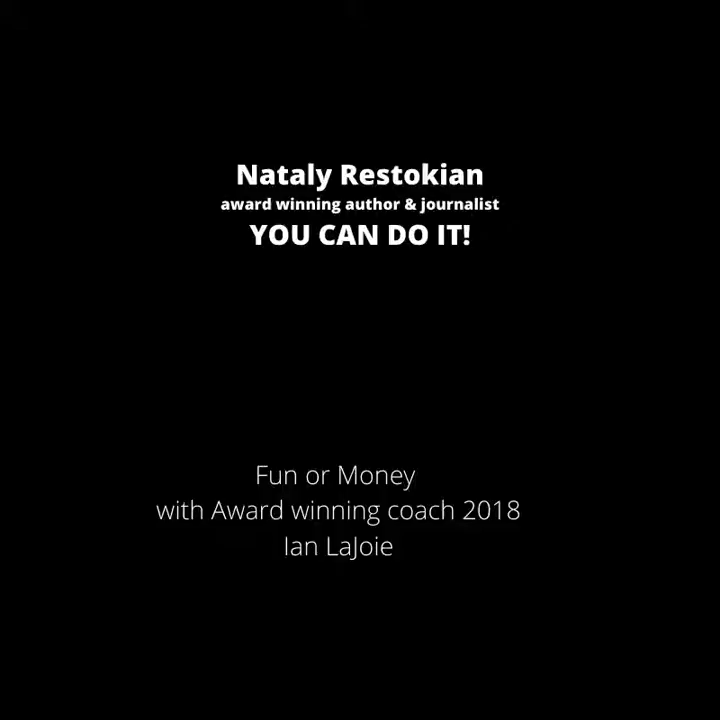 Nataly Restokian
award winning author & journalist
YOU CAN DO IT!
Fun or Money
with Award winning coach 2018
Ian LaJoie